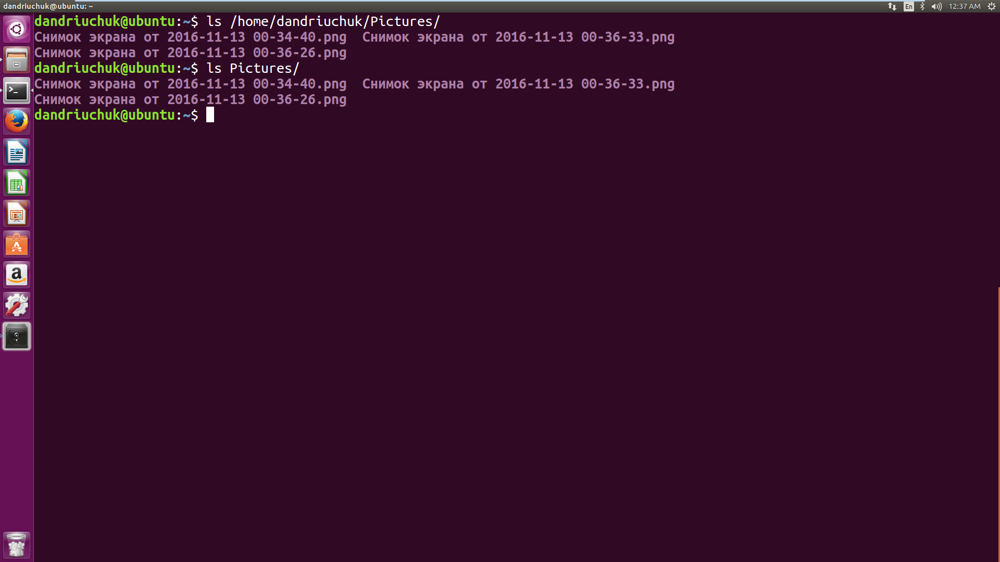 dandriuchuk@ubuntu: ~
En
12:37 AM
dandriuchuk@ubuntu:~$ ls /home/dandriuchuk/Pictures/
Снимок экрана от 2016-11-13 00-34-40.png  Снимок экрана от 2016-11-13 00-36-33.png
Снимок экрана от 2016-11-13 00-36-26.png
dandriuchuk@ubuntu:~$ ls Pictures/
Снимок экрана от 2016-11-13 00-34-40.png  Снимок экрана от 2016-11-13 00-36-33.png
Снимок экрана от 2016-11-13 00-36-26.png
dandriuchuk@ubuntu:~$